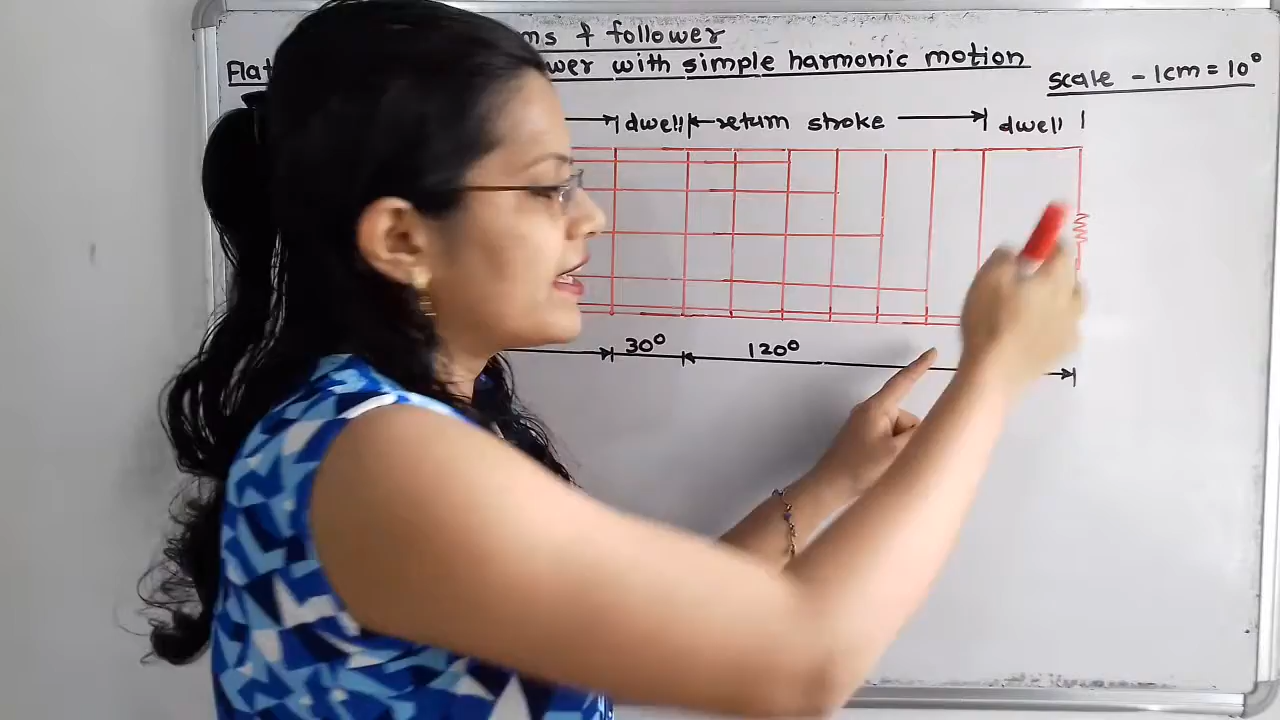 ms & follower
Flat wer with simple harmonic motion
scale - 1cm = 10°
dwell return stroke dwell
30° 120°